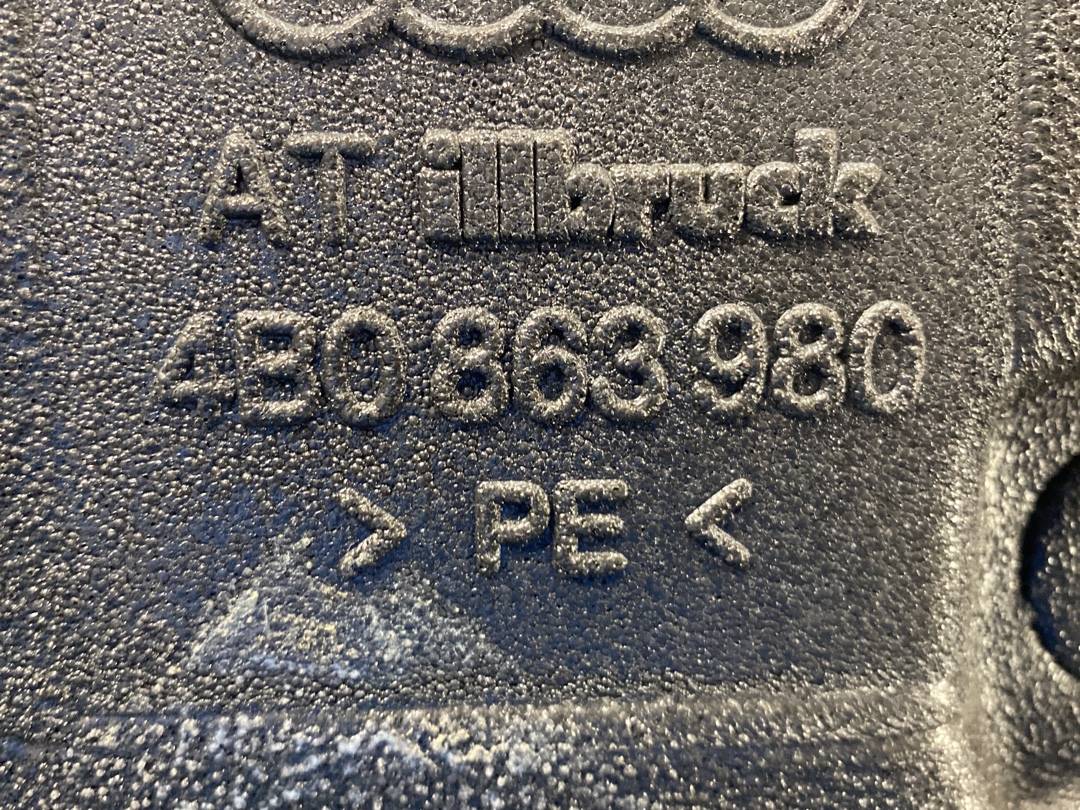 AT illbruck
4B0 863 980
> PE <